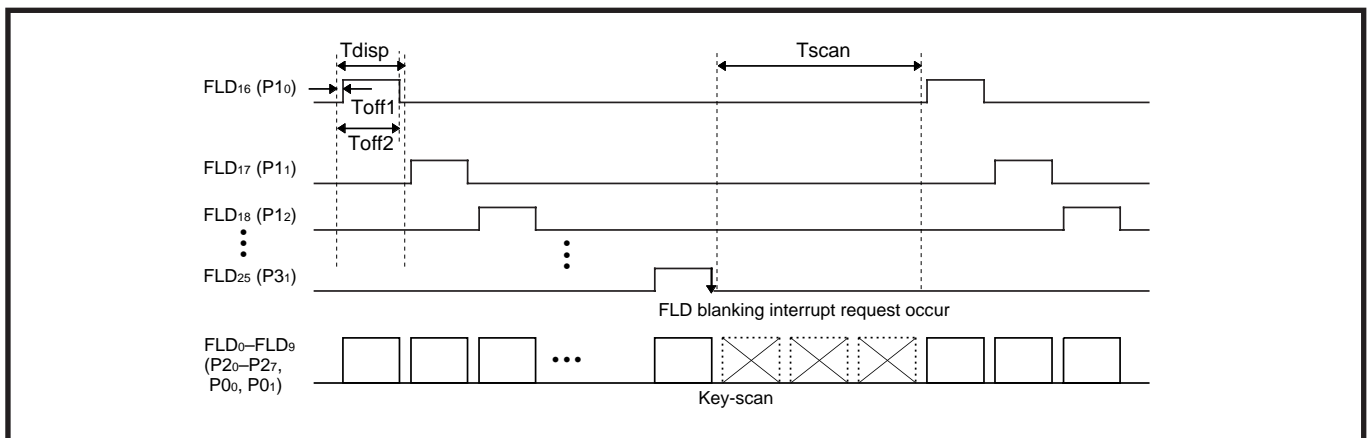 Tdisp
Tscan
FLD16 (P10)
Toff1
Toff2
FLD17 (P11)
FLD18 (P12)
FLD25 (P31)
FLD blanking interrupt request occur
FLD0–FLD9
(P20–P27,
P00, P01)
Key-scan